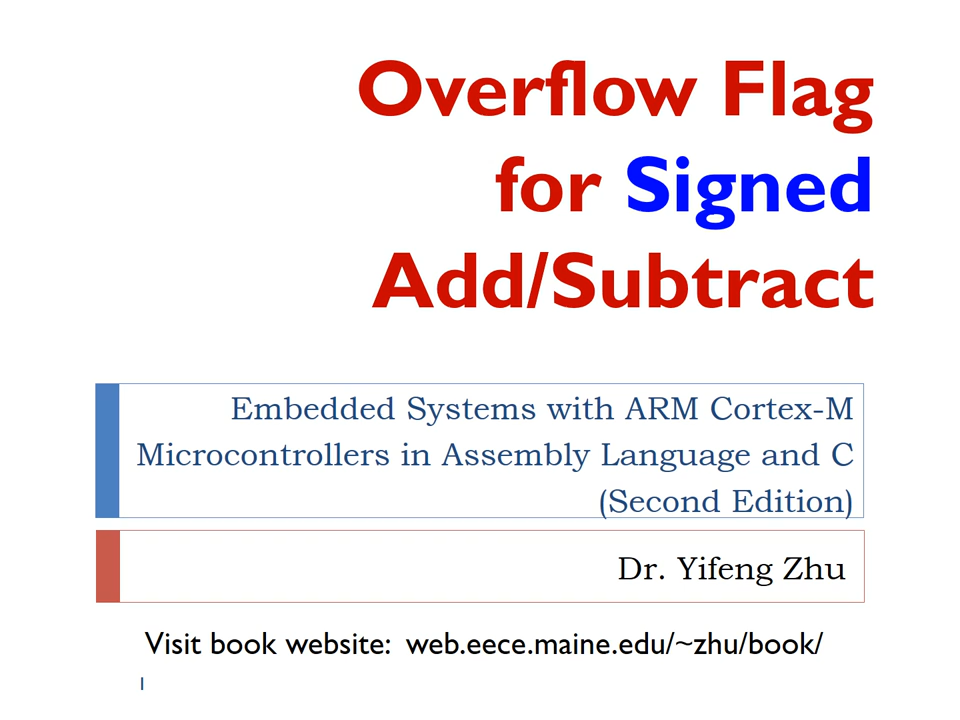 Overflow Flag
for Signed
Add/Subtract
Embedded Systems with ARM Cortex-M
Microcontrollers in Assembly Language and C
(Second Edition)
Dr. Yifeng Zhu
Visit book website: web.eece.maine.edu/~zhu/book/
1